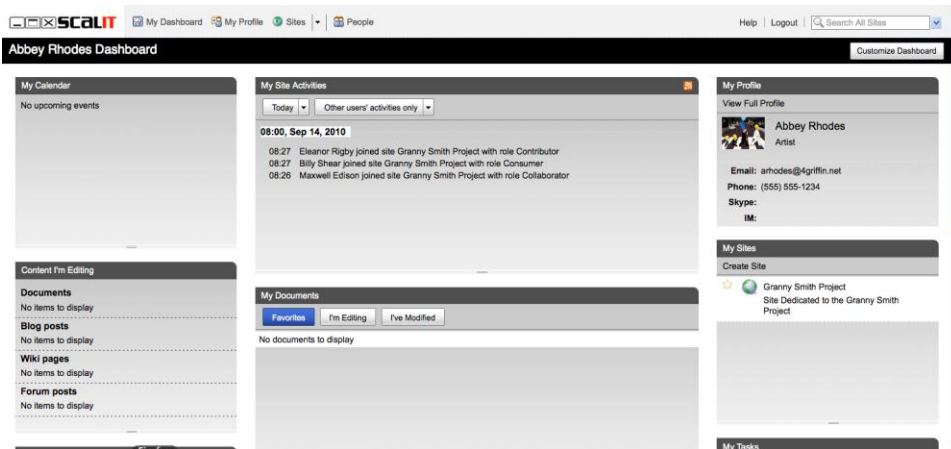 SCALIT My Dashboard My Profile Sites People Help Logout Search All Sites
Abbey Rhodes Dashboard Customize Dashboard
My Calendar
No upcoming events
Content I'm Editing
Documents
No items to display
Blog posts
No items to display
Wiki pages
No items to display
Forum posts
No items to display
My Site Activities
Today Other users' activities only
08:00, Sep 14, 2010
08:27 Eleanor Rigby joined site Granny Smith Project with role Contributor
08:27 Billy Shear joined site Granny Smith Project with role Consumer
08:26 Maxwell Edison joined site Granny Smith Project with role Collaborator
My Documents
Favorites I'm Editing I've Modified
No documents to display
My Profile
View Full Profile
Abbey Rhodes
Artist
Email: arhodes@4griffin.net
Phone: (555) 555-1234
Skype:
IM:
My Sites
Create Site
Granny Smith Project
Site Dedicated to the Granny Smith
Project
My Tasks